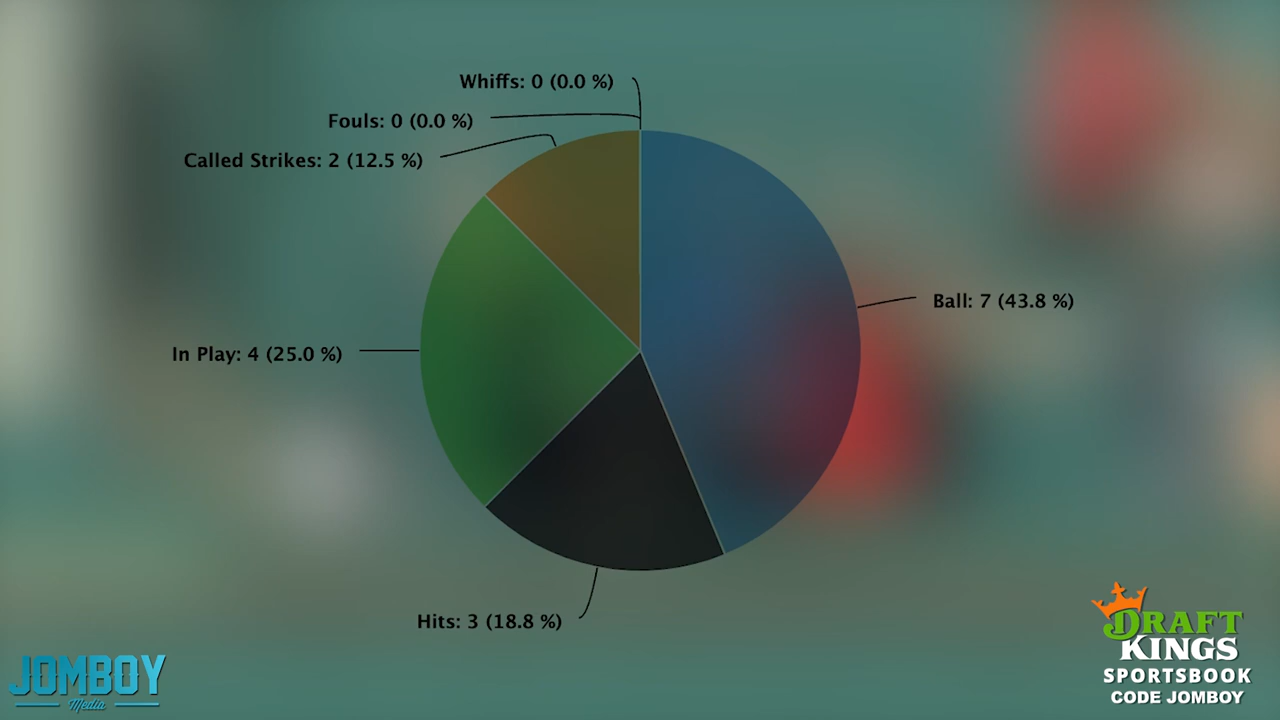 Whiffs: 0 (0.0 %)
Fouls: 0 (0.0 %)
Called Strikes: 2 (12.5 %)
Ball: 7 (43.8 %)
In Play: 4 (25.0 %)
Hits: 3 (18.8 %)
JOMBOY
Media
DRAFT
KINGS
SPORTSBOOK
CODE JOMBOY